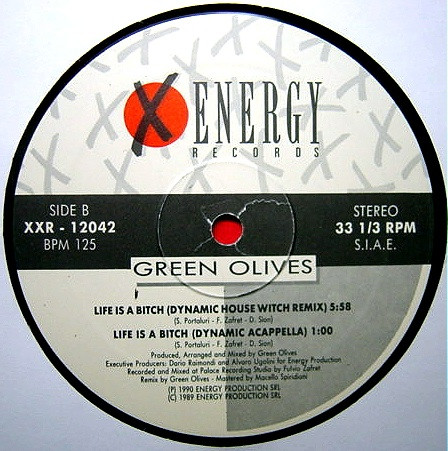 X ENERGY
RECORDS
SIDE B
XXR - 12042
BPM 125
STEREO
33 1/3 RPM
S.I.A.E.
GREEN OLIVES
LIFE IS A BITCH (DYNAMIC HOUSE WITCH REMIX) 5:58
(S. Portaluri - F. Zafret - D. Sion)
LIFE IS A BITCH (DYNAMIC ACAPPELLA) 1:00
(S. Portaluri - F. Zafret - D. Sion)
Produced, Arranged and Mixed by Green Olives
Executive Producers: Dario Raimondi and Alvaro Ugolini for Energy Production
Recorded and Mixed at Palace Recording Studio by Fulvio Zafret
Remix by Green Olives - Mastered by Macello Spiridioni
(P) 1990 ENERGY PRODUCTION SRL
(C) 1989 ENERGY PRODUCTION SRL